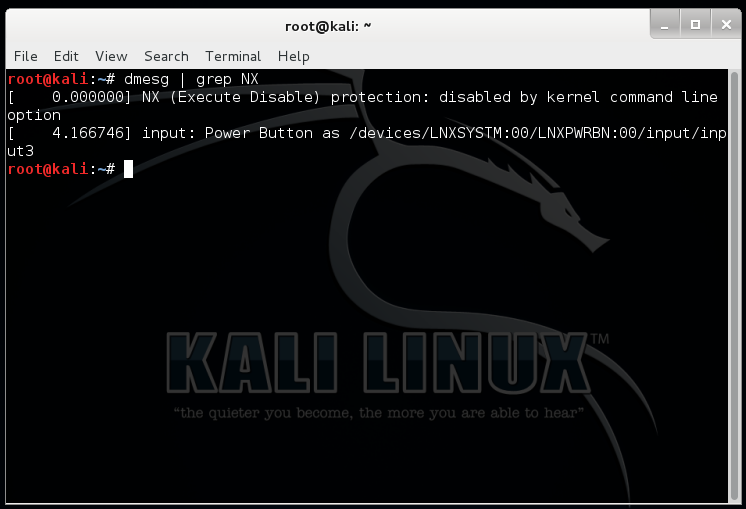 root@kali: ~
File Edit View Search Terminal Help
root@kali:~# dmesg | grep NX
[    0.000000] NX (Execute Disable) protection: disabled by kernel command line
option
[    4.166746] input: Power Button as /devices/LNXSYSTM:00/LNXPWRBN:00/input/inp
ut3
root@kali:~#
KALI LINUX™
“the quieter you become, the more you are able to hear”